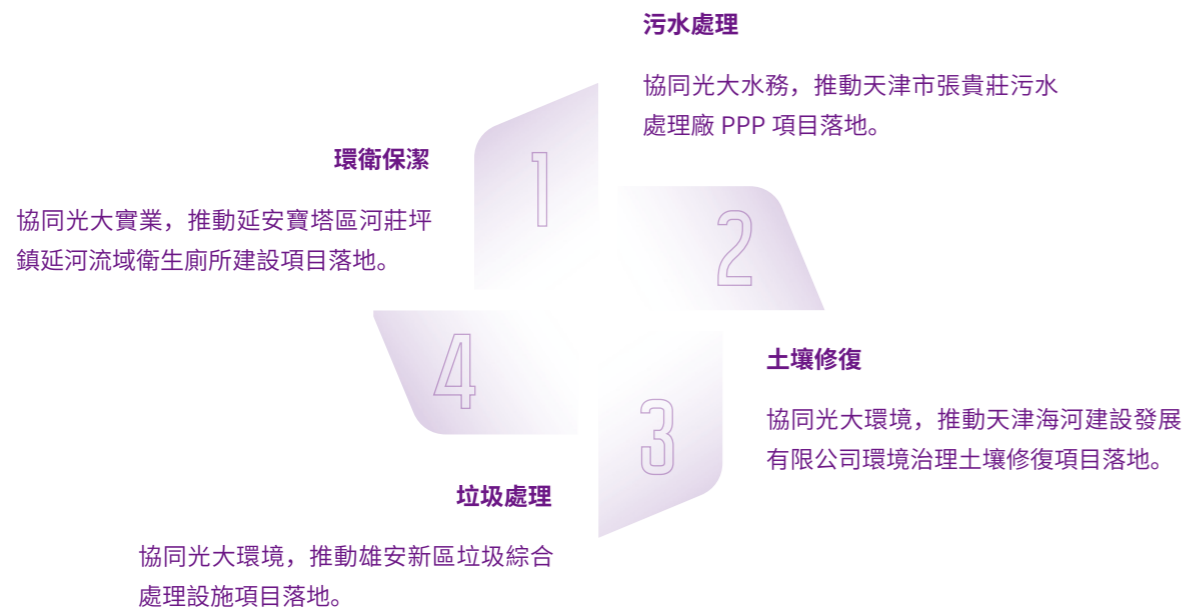 環衛保潔
協同光大實業，推動延安寶塔區河莊坪
鎮延河流域衛生廁所建設項目落地。
1
污水處理
協同光大水務，推動天津市張貴莊污水
處理廠 PPP 項目落地。
2
土壤修復
協同光大環境，推動天津海河建設發展
有限公司環境治理土壤修復項目落地。
3
垃圾處理
協同光大環境，推動雄安新區垃圾綜合
處理設施項目落地。
4